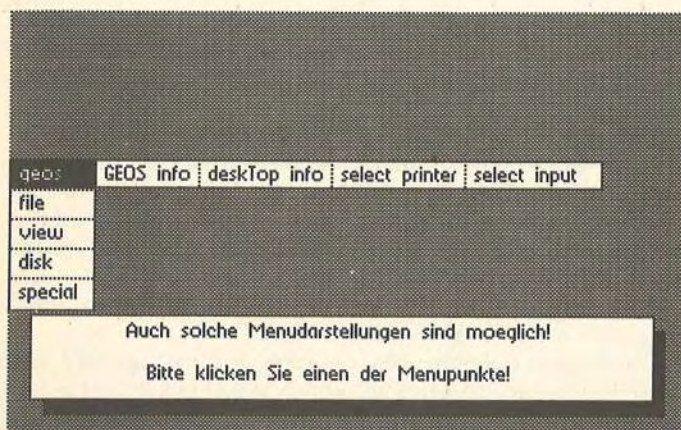 geos GEOS info deskTop info select printer select input
file
view
disk
special
Auch solche Menudarstellungen sind moeglich!
Bitte klicken Sie einen der Menupunkte!